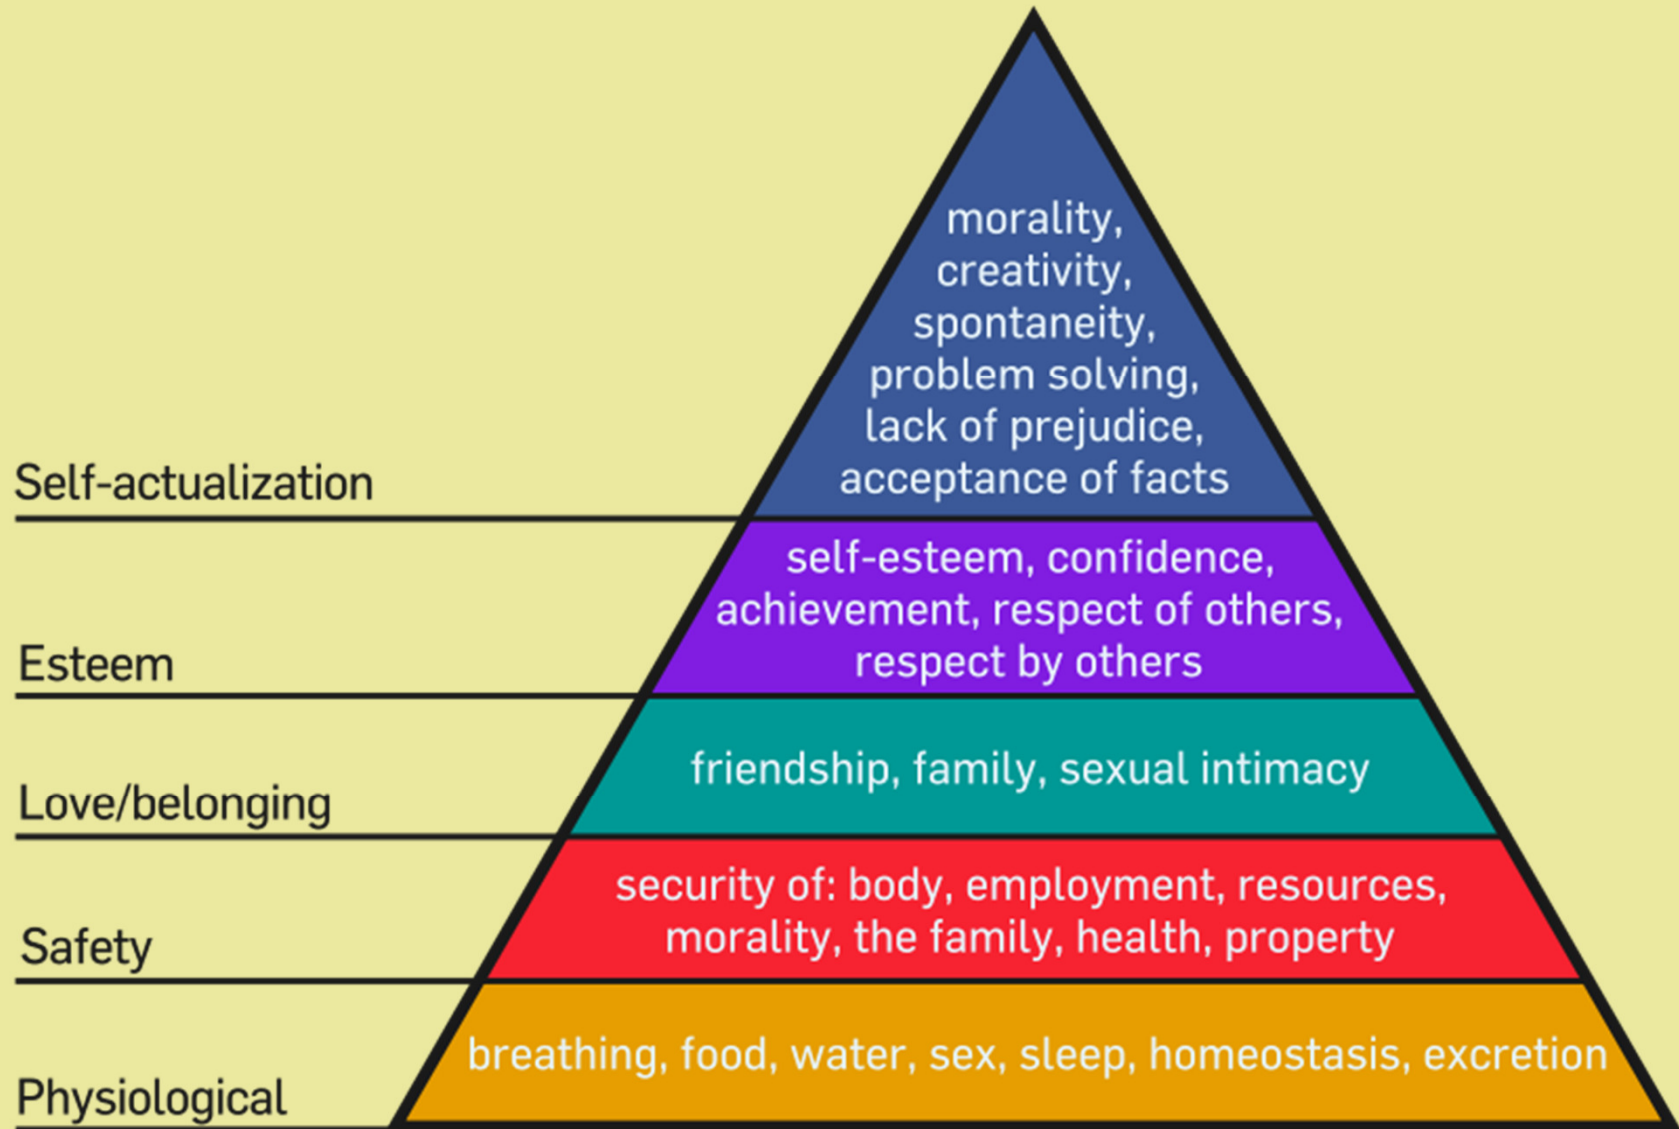 morality,
creativity,
spontaneity,
problem solving,
lack of prejudice,
acceptance of facts
Self-actualization
self-esteem, confidence,
achievement, respect of others,
respect by others
Esteem
friendship, family, sexual intimacy
Love/belonging
security of: body, employment, resources,
morality, the family, health, property
Safety
breathing, food, water, sex, sleep, homeostasis, excretion
Physiological